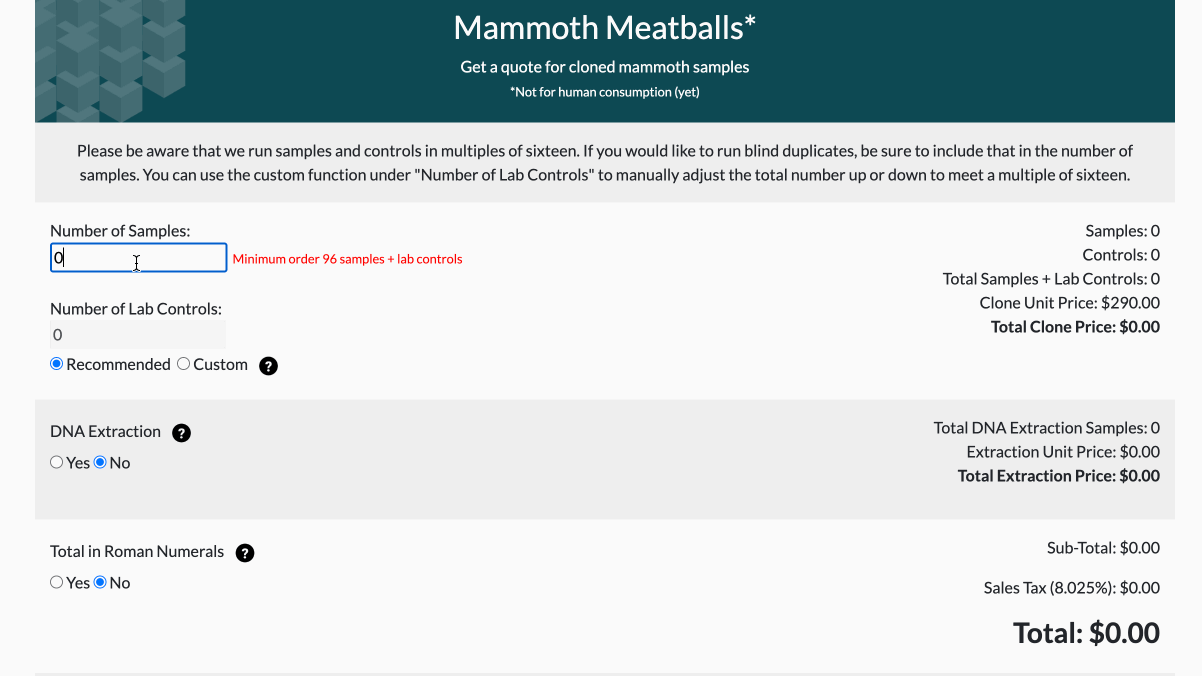 Mammoth Meatballs*
Get a quote for cloned mammoth samples
*Not for human consumption (yet)
Please be aware that we run samples and controls in multiples of sixteen. If you would like to run blind duplicates, be sure to include that in the number of
samples. You can use the custom function under "Number of Lab Controls" to manually adjust the total number up or down to meet a multiple of sixteen.
Number of Samples:
0
Minimum order 96 samples + lab controls
Number of Lab Controls:
0
Recommended Custom ?
Samples: 0
Controls: 0
Total Samples + Lab Controls: 0
Clone Unit Price: $290.00
Total Clone Price: $0.00
DNA Extraction ?
Yes No
Total DNA Extraction Samples: 0
Extraction Unit Price: $0.00
Total Extraction Price: $0.00
Total in Roman Numerals ?
Yes No
Sub-Total: $0.00
Sales Tax (8.025%): $0.00
Total: $0.00